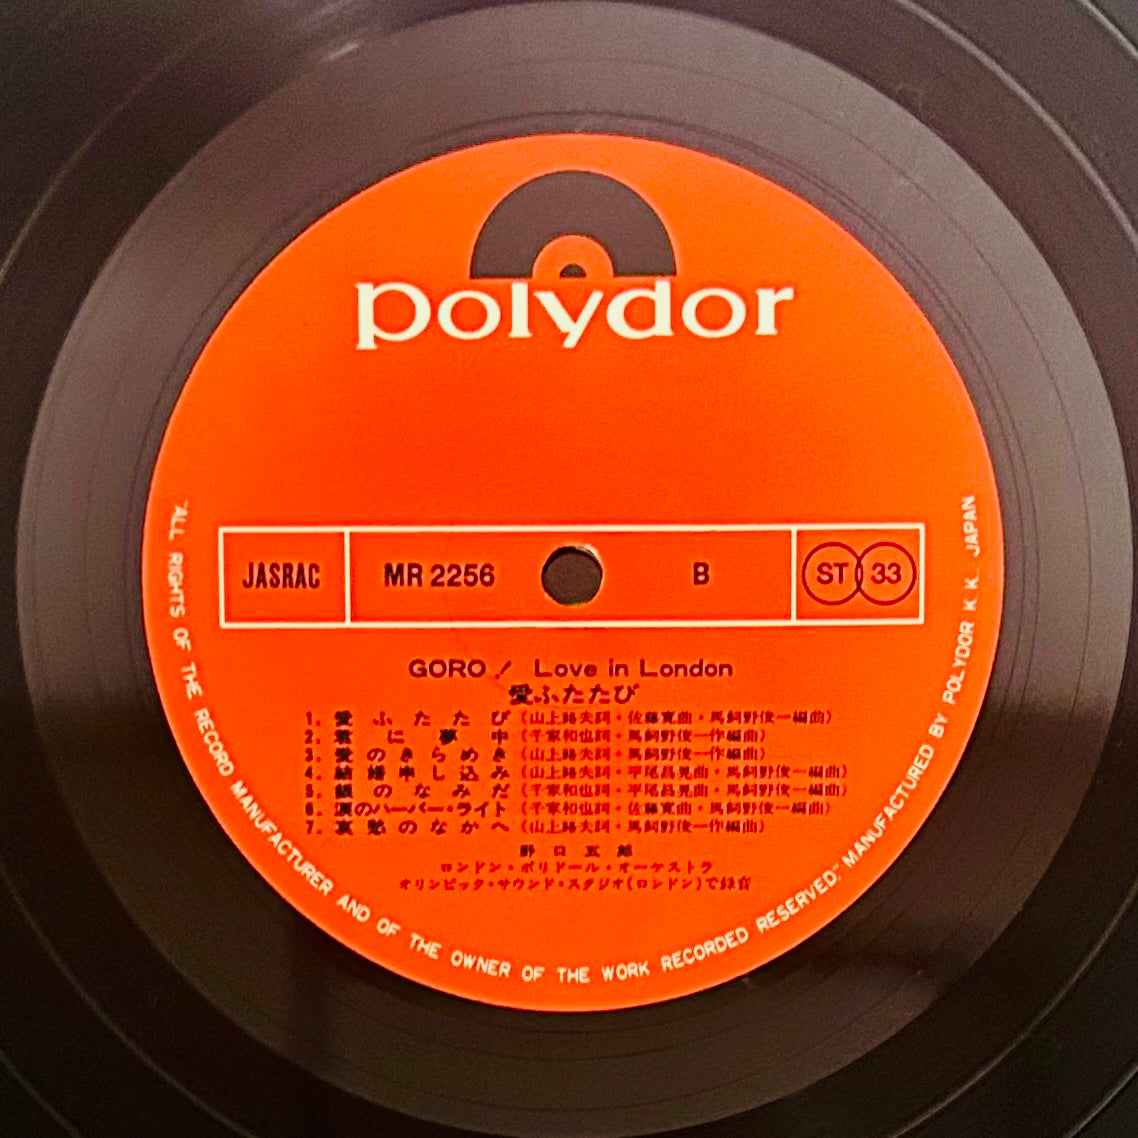 polydor
JASRAC MR 2256 B ST 33
GORO! Love in London
愛ふたたび
1. 愛ふたたび (山上路夫詞・佐藤寛曲・馬飼野俊一編曲)
2. 君に夢中 (千家和也詞・馬飼野俊一作編曲)
3. 愛のきらめき (山上路夫詞・馬飼野俊一作編曲)
4. 結婚申し込み (山上路夫詞・平尾昌晃曲・馬飼野俊一編曲)
5. 銀のなみだ (山上路夫詞・平尾昌晃曲・馬飼野俊一編曲)
6. 涙のハーバー・ライト (千家和也詞・佐藤寛曲・馬飼野俊一編曲)
7. 哀愁のなかへ (山上路夫詞・馬飼野俊一作編曲)
野口五郎
ロンドン・ポリドール・オーケストラ
オリンピック・サウンド・スタジオ(ロンドン)で録音
"ALL RIGHTS OF THE RECORD MANUFACTURER AND OF THE OWNER OF THE WORK RECORDED RESERVED." MANUFACTURED BY POLYDOR K.K. JAPAN